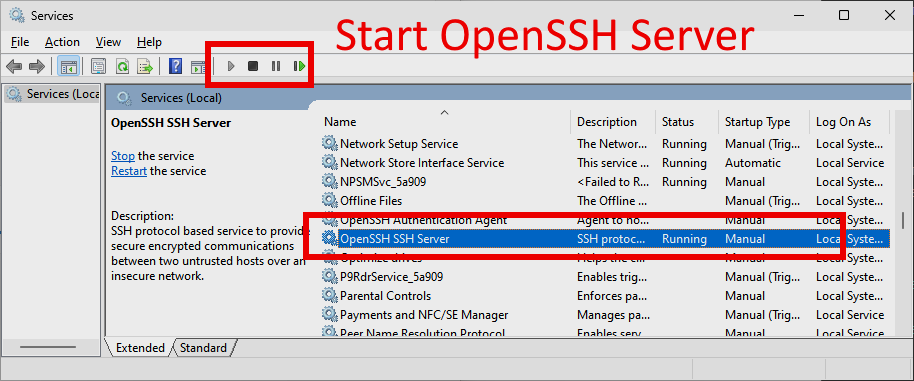 Services
Start OpenSSH Server
File Action View Help
Services (Loca
Services (Local)
OpenSSH SSH Server
Stop the service
Restart the service
Description:
SSH protocol based service to provide
secure encrypted communications
between two untrusted hosts over an
insecure network.
Name Description Status Startup Type Log On As
Network Setup Service The Networ... Running Manual (Trig... Local Syste...
Network Store Interface Service This service ... Running Automatic Local Service
NPSMSvc_5a909 <Failed to R... Running Manual Local Syste...
Offline Files The Offline ... Manual (Trig... Local Syste...
OpenSSH Authentication Agent Agent to ho... Manual Local Syste...
OpenSSH SSH Server SSH protoc... Running Manual Local Syste...
Optimize drives Helps the c... Manual Local Syste...
P9RdrService_5a909 Enables trig... Manual (Trig... Local Syste...
Parental Controls Enforces pa... Manual Local Syste...
Payments and NFC/SE Manager Manual (Trig... Local Service
Peer Name Resolution Protocol Enables serv... Manual Local Service
Extended Standard